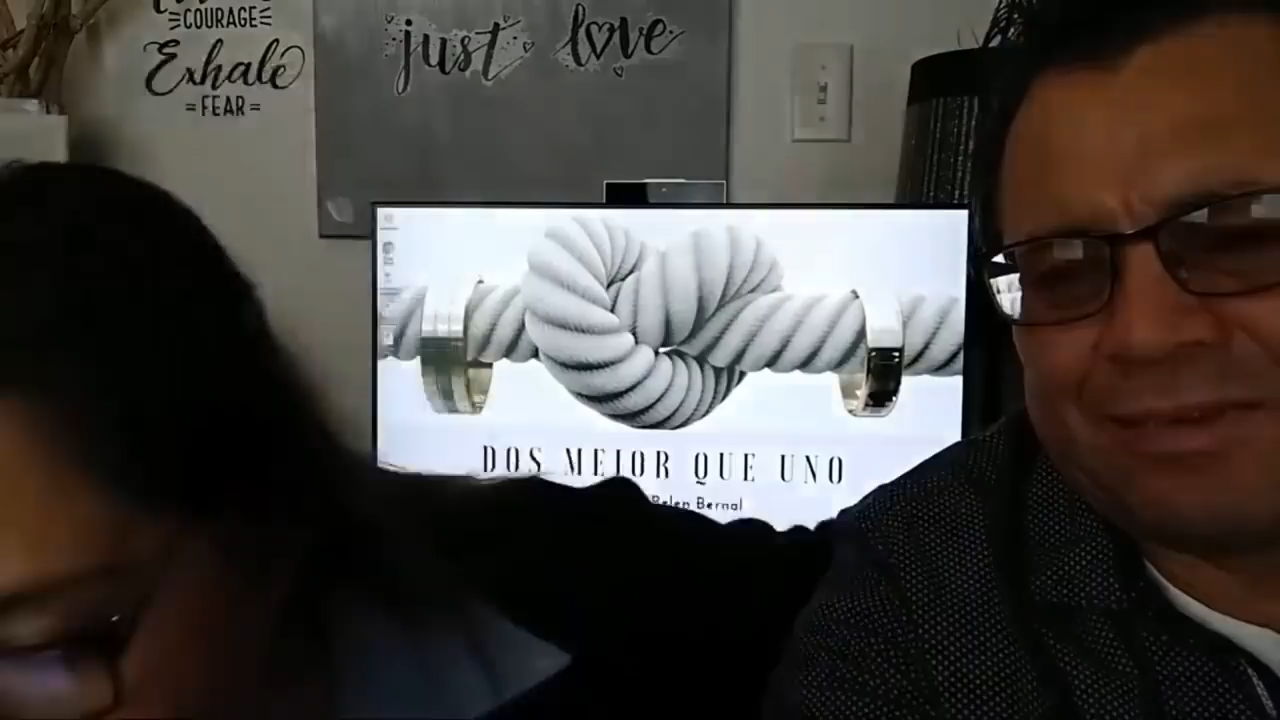 COURAGE
Exhale
FEAR
just love
DOS MEJOR QUE UNO
Belen Bernal